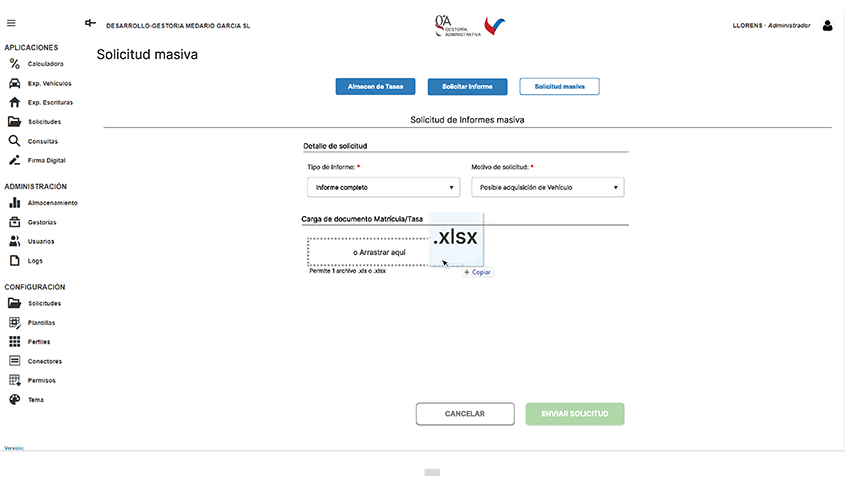 DESARROLLO-GESTORIA MEDARIO GARCIA SL
GA
GESTORÍA
ADMINISTRATIVA
LLORENS - Administrador
APLICACIONES
Calculadora
Exp. Vehículos
Exp. Escrituras
Solicitudes
Consultas
Firma Digital
ADMINISTRACIÓN
Almacenamiento
Gestorías
Usuarios
Logs
CONFIGURACIÓN
Solicitudes
Plantillas
Perfiles
Conectores
Permisos
Tema
Versión:
Solicitud masiva
Almacen de Tasas
Solicitar Informe
Solicitud masiva
Solicitud de Informes masiva
Detalle de solicitud
Tipo de Informe: *
Motivo de solicitud: *
Informe completo
Posible adquisición de Vehículo
Carga de documento Matrícula/Tasa
.xlsx
o Arrastrar aquí
Permite 1 archivo .xls o .xlsx
+ Copiar
CANCELAR
ENVIAR SOLICITUD